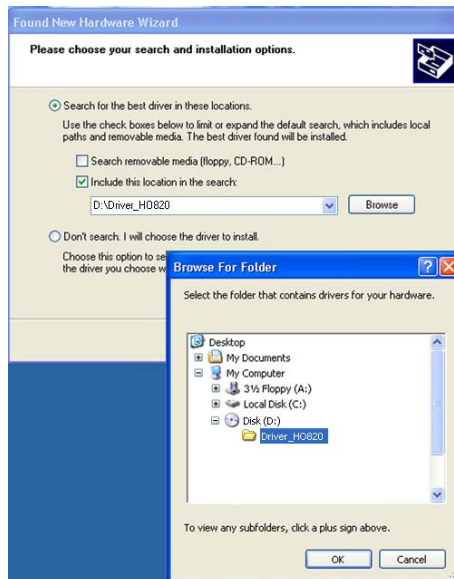 Found New Hardware Wizard
Please choose your search and installation options.
Search for the best driver in these locations.
Use the check boxes below to limit or expand the default search, which includes local
paths and removable media. The best driver found will be installed.
Search removable media (floppy, CD-ROM...)
Include this location in the search:
D:\Driver_HO820
Browse
Don't search. I will choose the driver to install.
Choose this option to se
the driver you choose w
Browse For Folder
Select the folder that contains drivers for your hardware.
Desktop
My Documents
My Computer
3½ Floppy (A:)
Local Disk (C:)
Disk (D:)
Driver_HO820
To view any subfolders, click a plus sign above.
OK
Cancel